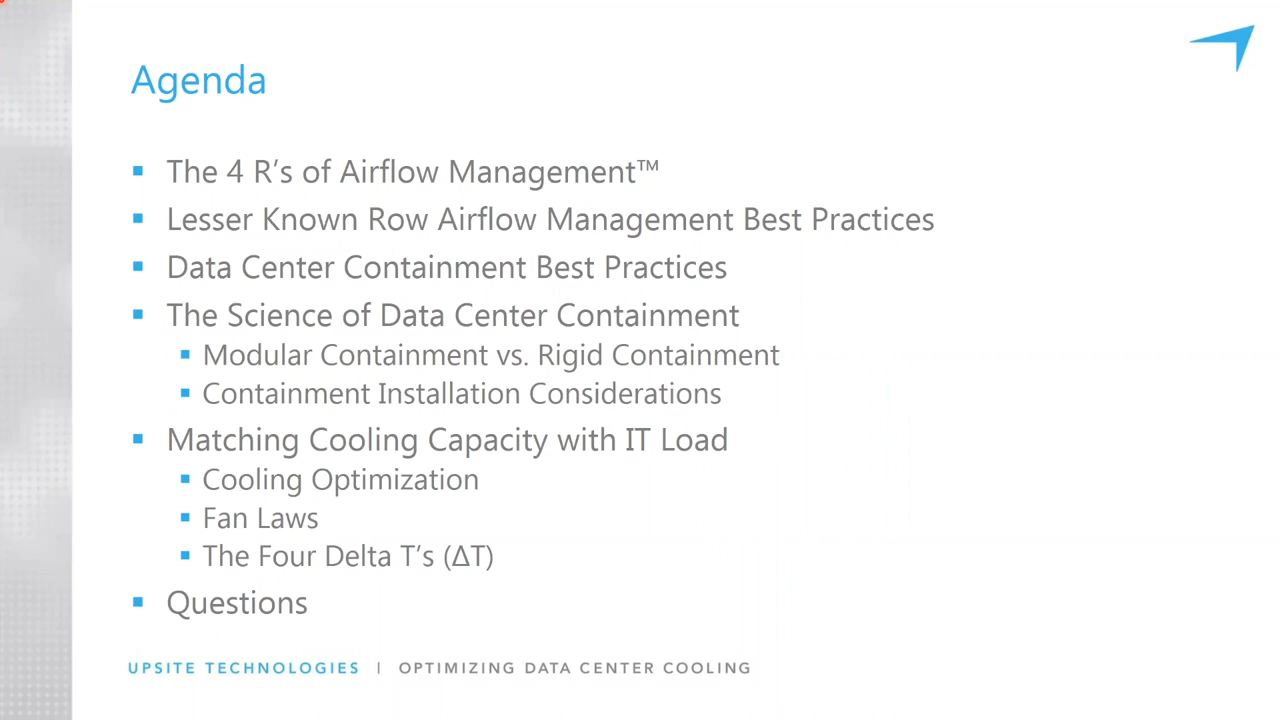 Agenda
The 4 R’s of Airflow Management™
Lesser Known Row Airflow Management Best Practices
Data Center Containment Best Practices
The Science of Data Center Containment
Modular Containment vs. Rigid Containment
Containment Installation Considerations
Matching Cooling Capacity with IT Load
Cooling Optimization
Fan Laws
The Four Delta T’s (ΔT)
Questions
UPSITE TECHNOLOGIES | OPTIMIZING DATA CENTER COOLING